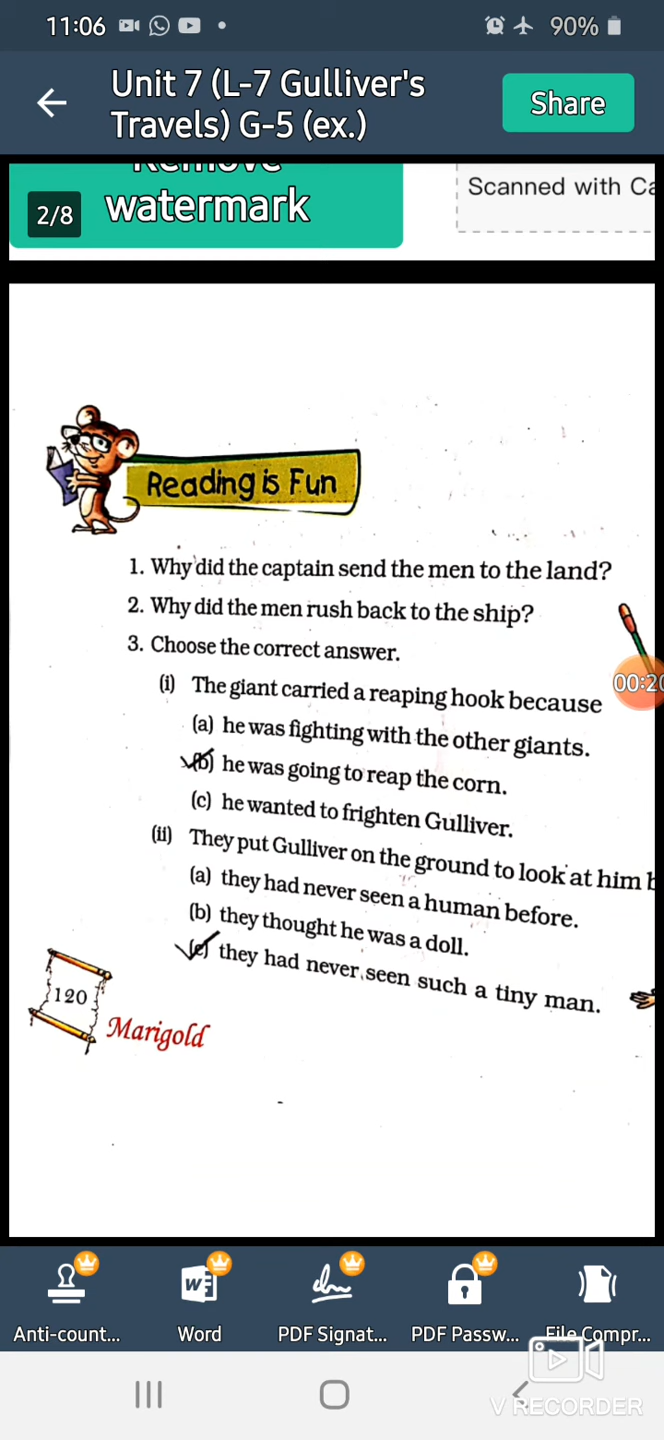 11:06
90%
Unit 7 (L-7 Gulliver's
Travels) G-5 (ex.)
Share
2/8
Remove
watermark
Scanned with Ca
Reading is Fun
1. Why did the captain send the men to the land?
2. Why did the men rush back to the ship?
3. Choose the correct answer.
00:20
(i) The giant carried a reaping hook because
(a) he was fighting with the other giants.
(b) he was going to reap the corn.
(c) he wanted to frighten Gulliver.
(ii) They put Gulliver on the ground to look at him b
(a) they had never seen a human before.
(b) they thought he was a doll.
(c) they had never seen such a tiny man.
120
Marigold
Anti-count...
Word
PDF Signat...
PDF Passw...
File Compr...
V RECORDER